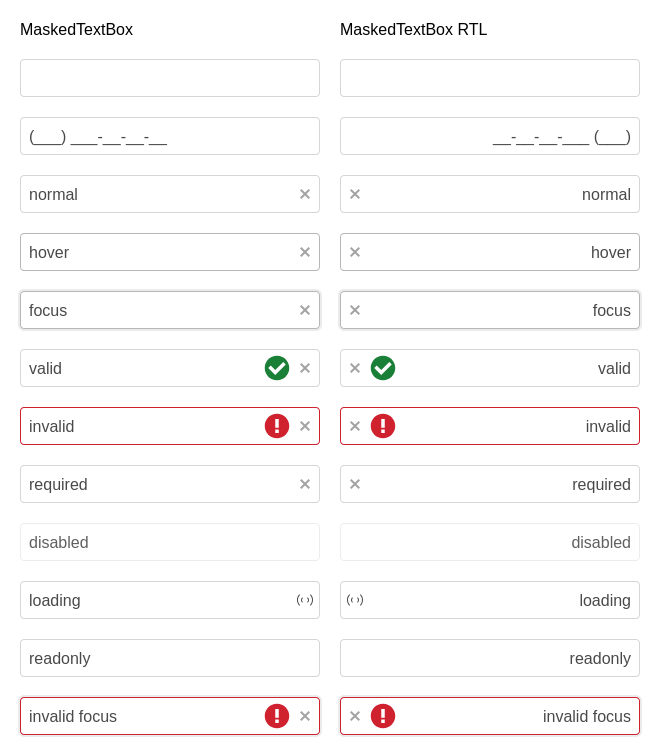 MaskedTextBox
MaskedTextBox RTL
(___) ___-__-__-__
__-__-__-___ (___)
normal
normal
hover
hover
focus
focus
valid
valid
invalid
invalid
required
required
disabled
disabled
loading
loading
readonly
readonly
invalid focus
invalid focus